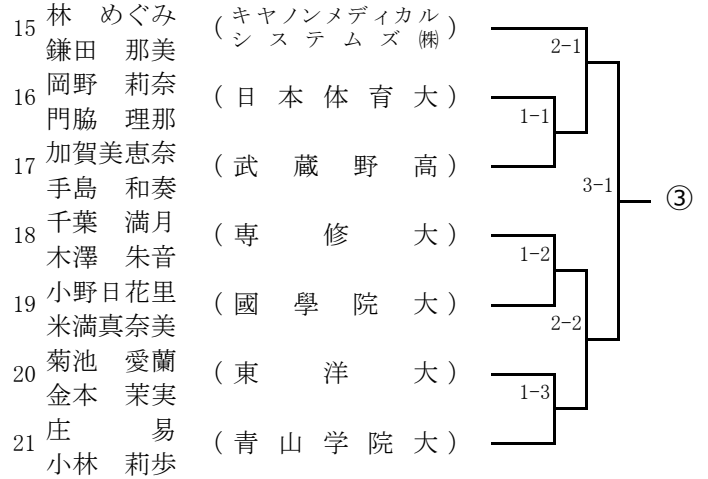 15 林 めぐみ (キヤノンメディカル
鎌田 那美 システムズ㈱)
2-1
16 岡野 莉奈 (日本体育大)
門脇 理那
1-1
17 加賀美恵奈 (武蔵野高)
手島 和奏
3-1
③
18 千葉 満月 (専修大)
木澤 朱音
1-2
19 小野日花里 (國學院大)
米満真奈美
2-2
20 菊池 愛蘭 (東洋大)
金本 茉実
1-3
21 庄 易 (青山学院大)
小林 莉歩